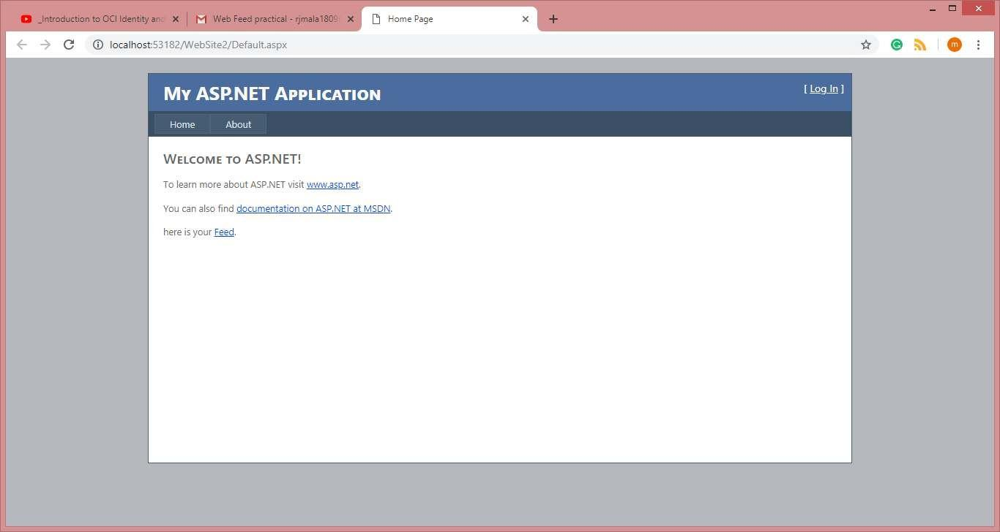 _Introduction to OCI Identity and
Web Feed practical - rjmala1809
Home Page
localhost:53182/WebSite2/Default.aspx
m
My ASP.NET Application
[ Log In ]
Home
About
Welcome to ASP.NET!
To learn more about ASP.NET visit www.asp.net.
You can also find documentation on ASP.NET at MSDN.
here is your Feed.